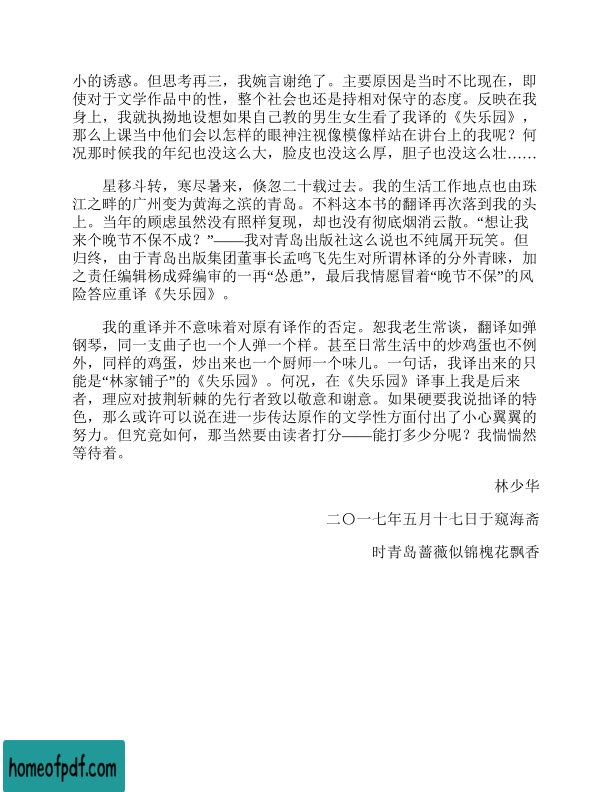 小的诱惑。但思考再三，我婉言谢绝了。主要原因是当时不比现在，即
使对于文学作品中的性，整个社会也还是持相对保守的态度。反映在我
身上，我就执拗地设想如果自己教的男生女生看了我译的《失乐园》，
那么上课当中他们会以怎样的眼神注视像模像样站在讲台上的我呢？何
况那时候我的年纪也没这么大，脸皮也没这么厚，胆子也没这么壮……
星移斗转，寒尽暑来，倏忽二十载过去。我的生活工作地点也由珠
江之畔的广州变为黄海之滨的青岛。不料这本书的翻译再次落到我的头
上。当年的顾虑虽然没有照样复现，却也没有彻底烟消云散。“想让我
来个晚节不保不成？”——我对青岛出版社这么说也不纯属开玩笑。但
归终，由于青岛出版集团董事长孟鸣飞先生对所谓林译的分外青睐，加
之责任编辑杨成舜编审的一再“怂恿”，最后我情愿冒着“晚节不保”的风
险答应重译《失乐园》。
我的重译并不意味着对原有译作的否定。恕我老生常谈，翻译如弹
钢琴，同一支曲子也一个人弹一个样。甚至日常生活中的炒鸡蛋也不例
外，同样的鸡蛋，炒出来也一个厨师一个味儿。一句话，我译出来的只
能是“林家铺子”的《失乐园》。何况，在《失乐园》译事上我是后来
者，理应对披荆斩棘的先行者致以敬意和谢意。如果硬要我说拙译的特
色，那么或许可以说在进一步传达原作的文学性方面付出了小心翼翼的
努力。但究竟如何，那当然要由读者打分——能打多少分呢？我惴惴然
等待着。
林少华
二〇一七年五月十七日于窥海斋
时青岛蔷薇似锦槐花飘香
homeofpdf.com